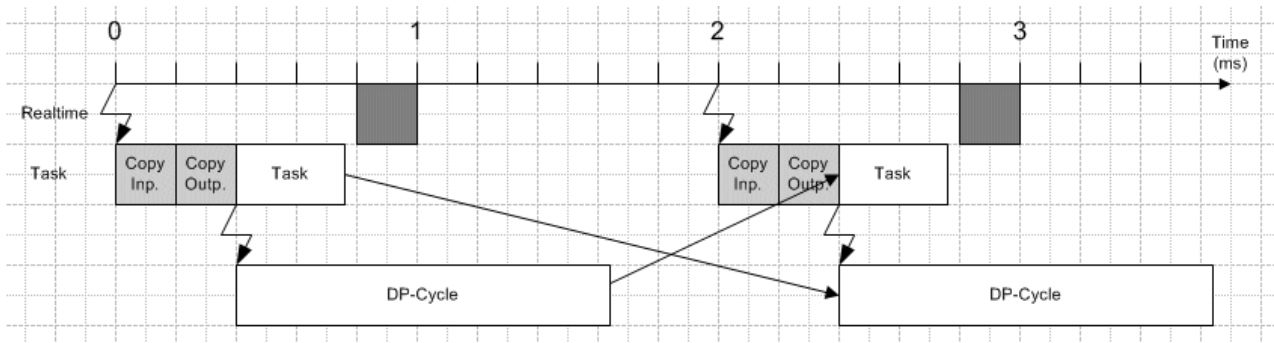 0 1 2 3
Time
(ms)
Realtime
Task
Copy
Inp.
Copy
Outp.
Task
Copy
Inp.
Copy
Outp.
Task
DP-Cycle
DP-Cycle